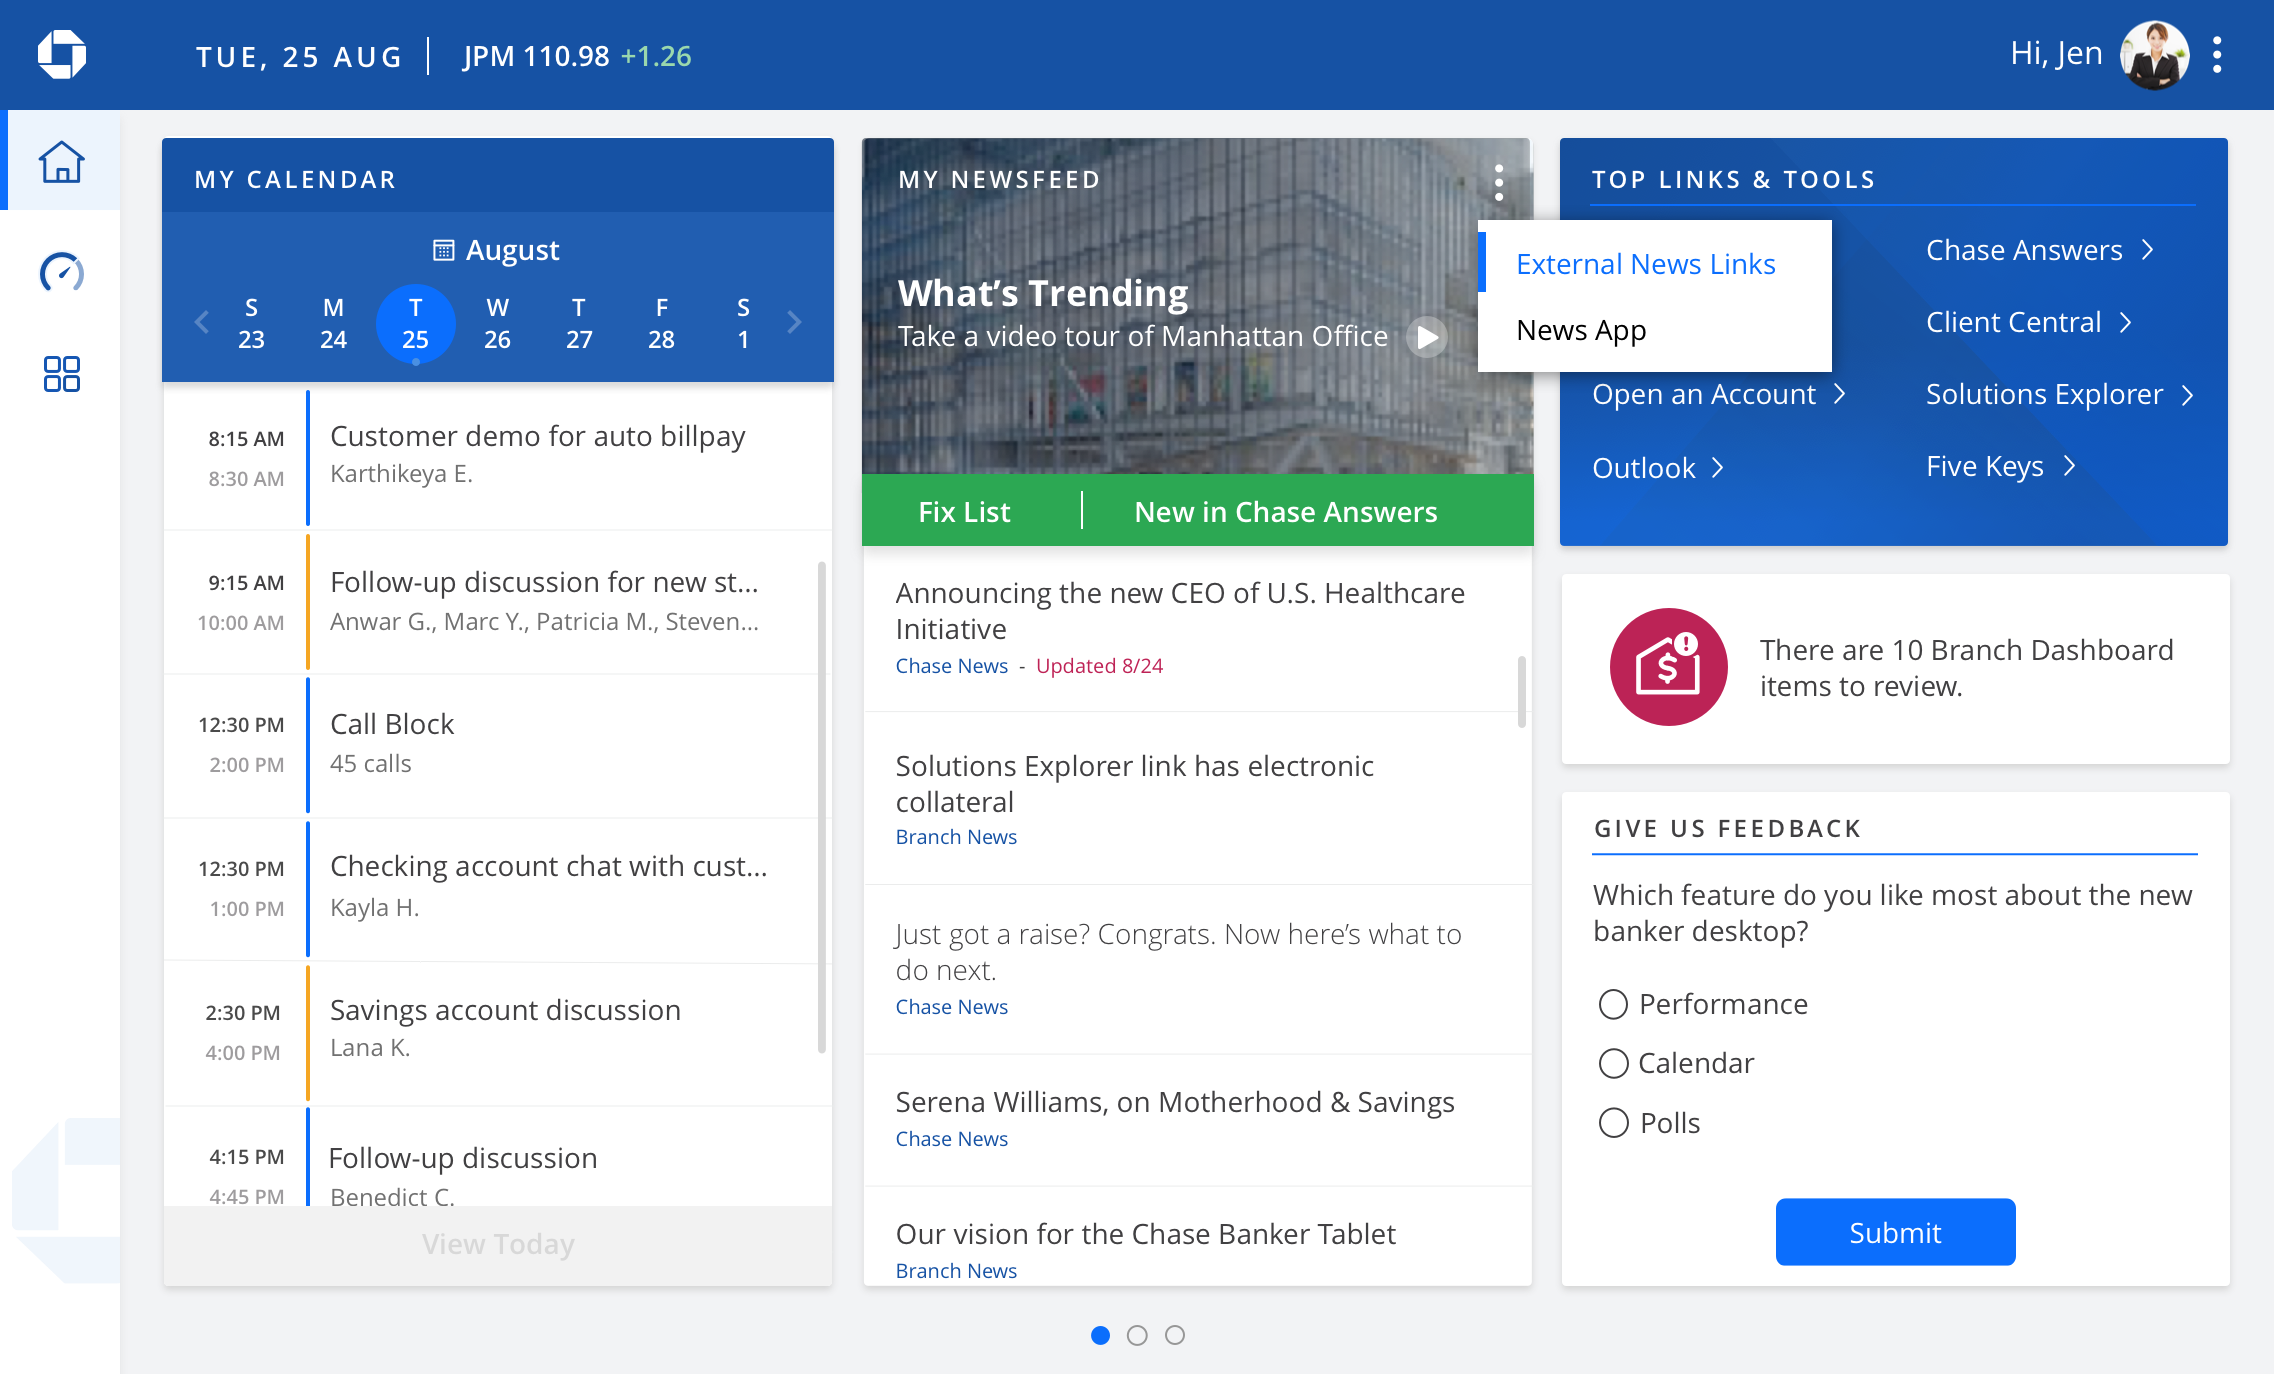 TUE, 25 AUG
JPM 110.98 +1.26
Hi, Jen
MY CALENDAR
August
S M T W T F S
23 24 25 26 27 28 1
8:15 AM
8:30 AM
Customer demo for auto billpay
Karthikeya E.
9:15 AM
10:00 AM
Follow-up discussion for new st...
Anwar G., Marc Y., Patricia M., Steven...
12:30 PM
2:00 PM
Call Block
45 calls
12:30 PM
1:00 PM
Checking account chat with cust...
Kayla H.
2:30 PM
4:00 PM
Savings account discussion
Lana K.
4:15 PM
4:45 PM
Follow-up discussion
Benedict C.
View Today
MY NEWSFEED
What’s Trending
Take a video tour of Manhattan Office
External News Links
News App
Fix List
New in Chase Answers
Announcing the new CEO of U.S. Healthcare
Initiative
Chase News - Updated 8/24
Solutions Explorer link has electronic
collateral
Branch News
Just got a raise? Congrats. Now here’s what to
do next.
Chase News
Serena Williams, on Motherhood & Savings
Chase News
Our vision for the Chase Banker Tablet
Branch News
TOP LINKS & TOOLS
Chase Answers
Client Central
Open an Account
Solutions Explorer
Outlook
Five Keys
There are 10 Branch Dashboard
items to review.
GIVE US FEEDBACK
Which feature do you like most about the new
banker desktop?
Performance
Calendar
Polls
Submit